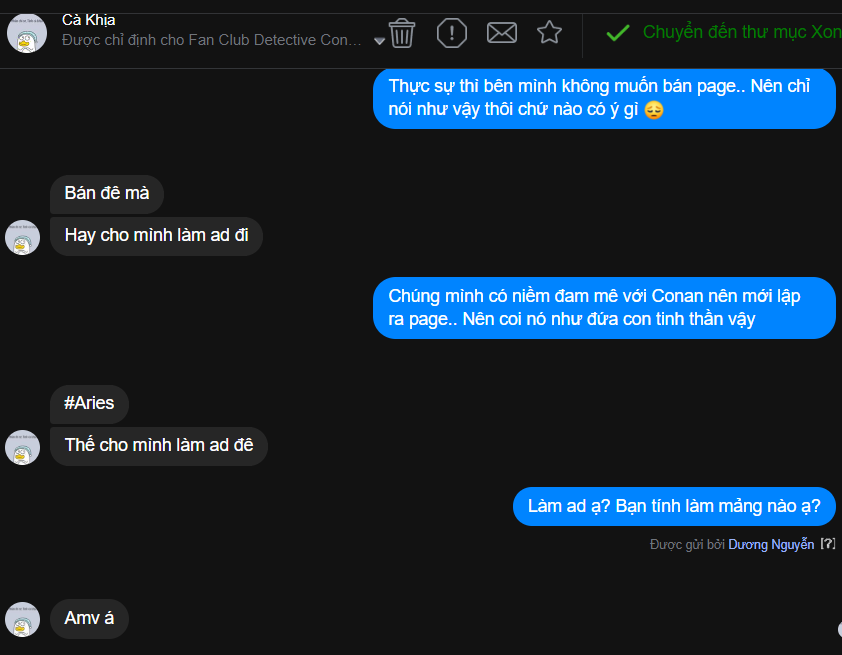 Cà Khịa
Được chỉ định cho Fan Club Detective Con...
Chuyển đến thư mục Xon
Thực sự thì bên mình không muốn bán page.. Nên chỉ
nói như vậy thôi chứ nào có ý gì 😔
Bán đê mà
Hay cho mình làm ad đi
Chúng mình có niềm đam mê với Conan nên mới lập
ra page.. Nên coi nó như đứa con tinh thần vậy
#Aries
Thế cho mình làm ad đê
Làm ad ạ? Bạn tính làm mảng nào ạ?
Được gửi bởi Dương Nguyễn [?]
Amv á